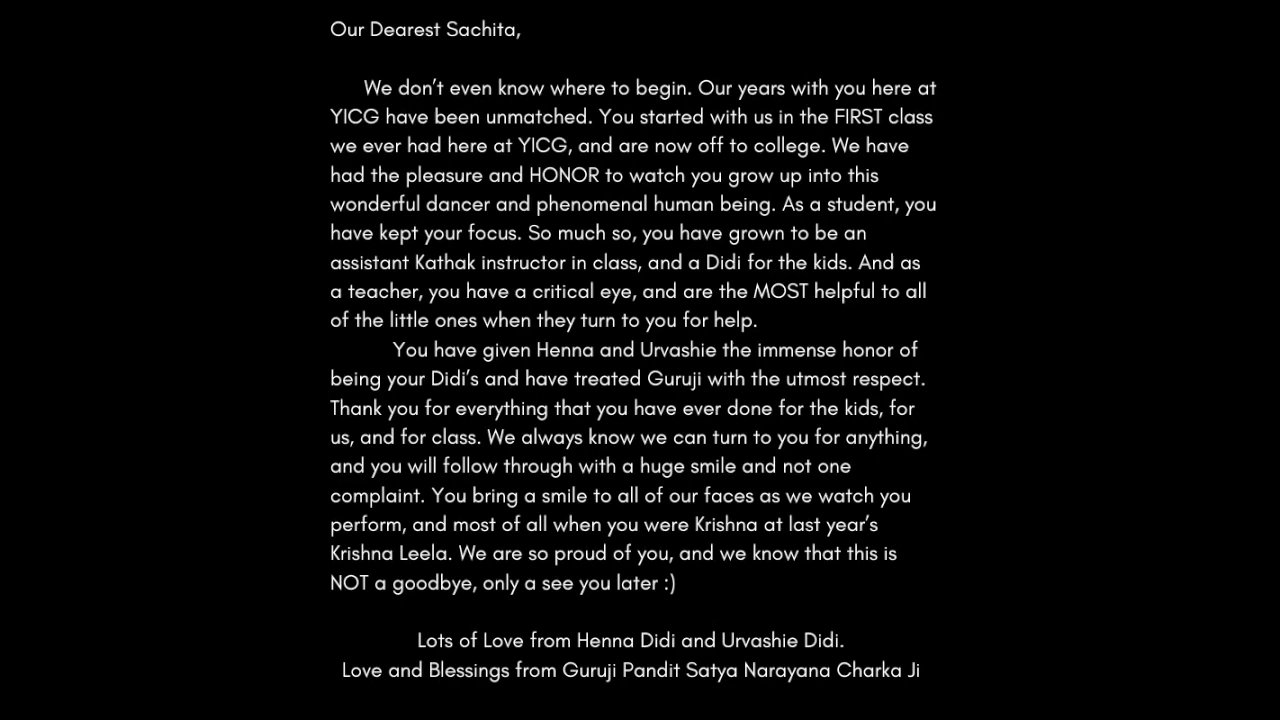 Our Dearest Sachita,
We don't even know where to begin. Our years with you here at
YICG have been unmatched. You started with us in the FIRST class
we ever had here at YICG, and are now off to college. We have
had the pleasure and HONOR to watch you grow up into this
wonderful dancer and phenomenal human being. As a student, you
have kept your focus. So much so, you have grown to be an
assistant Kathak instructor in class, and a Didi for the kids. And as
a teacher, you have a critical eye, and are the MOST helpful to all
of the little ones when they turn to you for help.
You have given Henna and Urvashie the immense honor of
being your Didi's and have treated Guruji with the utmost respect.
Thank you for everything that you have ever done for the kids, for
us, and for class. We always know we can turn to you for anything,
and you will follow through with a huge smile and not one
complaint. You bring a smile to all of our faces as we watch you
perform, and most of all when you were Krishna at last year's
Krishna Leela. We are so proud of you, and we know that this is
NOT a goodbye, only a see you later :)
Lots of Love from Henna Didi and Urvashie Didi.
Love and Blessings from Guruji Pandit Satya Narayana Charka Ji